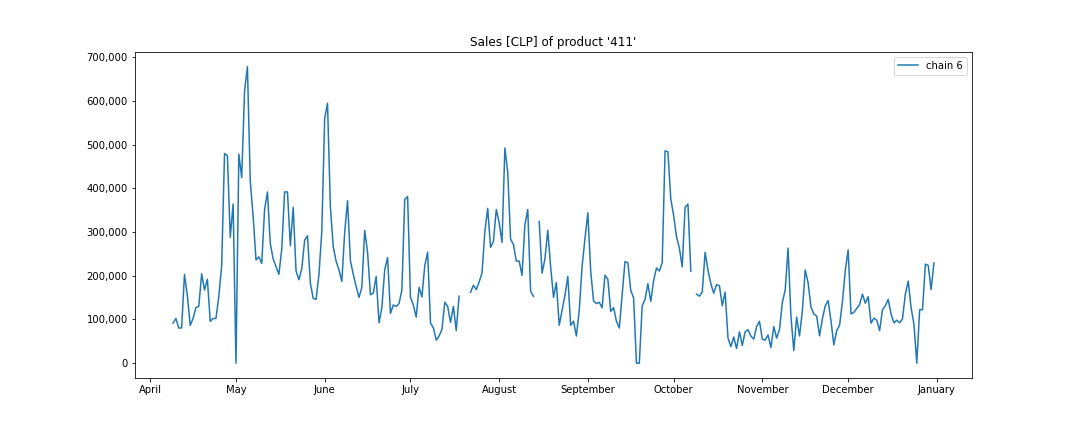 Sales [CLP] of product '411'
chain 6
700,000
600,000
500,000
400,000
300,000
200,000
100,000
0
April May June July August September October November December January